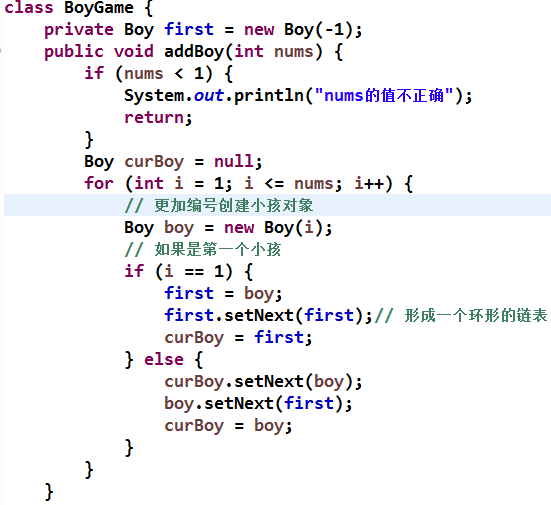 class BoyGame {
    private Boy first = new Boy(-1);
    public void addBoy(int nums) {
        if (nums < 1) {
            System.out.println("nums的值不正确");
            return;
        }
        Boy curBoy = null;
        for (int i = 1; i <= nums; i++) {
            // 更加编号创建小孩对象
            Boy boy = new Boy(i);
            // 如果是第一个小孩
            if (i == 1) {
                first = boy;
                first.setNext(first);// 形成一个环形的链表
                curBoy = first;
            } else {
                curBoy.setNext(boy);
                boy.setNext(first);
                curBoy = boy;
            }
        }
    }